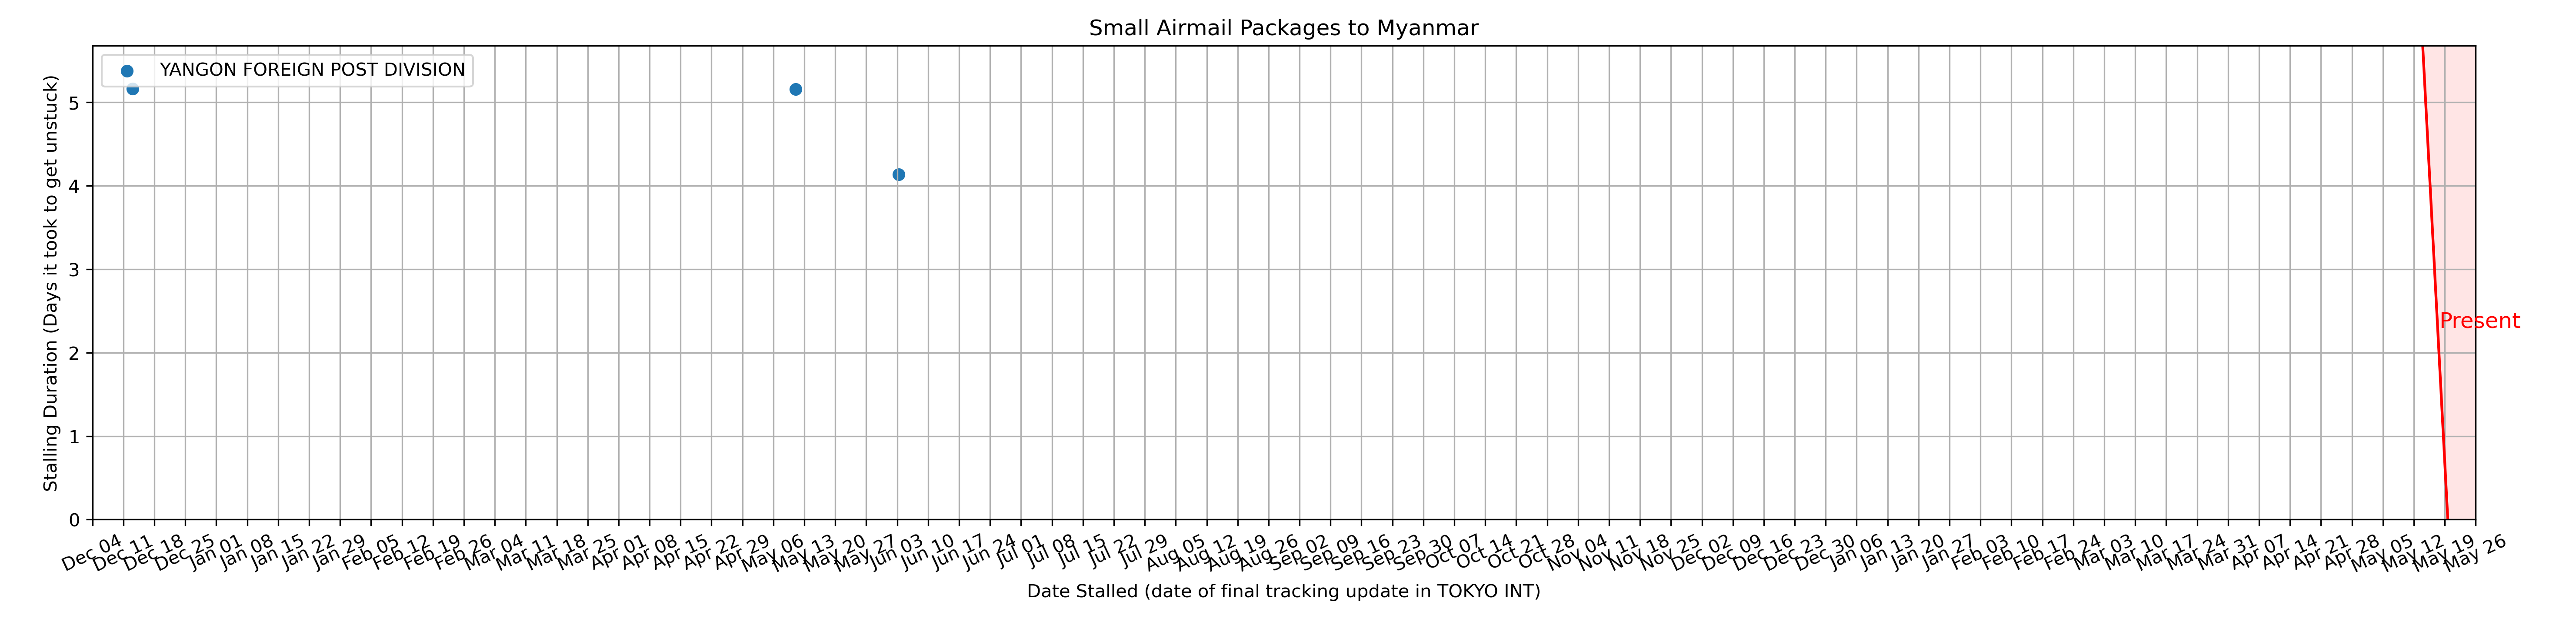 Small Airmail Packages to Myanmar
YANGON FOREIGN POST DIVISION
Stalling Duration (Days it took to get unstuck)
5
4
3
2
1
0
Present
Dec 04
Dec 11
Dec 18
Dec 25
Jan 01
Jan 08
Jan 15
Jan 22
Jan 29
Feb 05
Feb 12
Feb 19
Feb 26
Mar 04
Mar 11
Mar 18
Mar 25
Apr 01
Apr 08
Apr 15
Apr 22
Apr 29
May 06
May 13
May 20
May 27
Jun 03
Jun 10
Jun 17
Jun 24
Jul 01
Jul 08
Jul 15
Jul 22
Jul 29
Aug 05
Aug 12
Aug 19
Aug 26
Sep 02
Sep 09
Sep 16
Sep 23
Sep 30
Oct 07
Oct 14
Oct 21
Oct 28
Nov 04
Nov 11
Nov 18
Nov 25
Dec 02
Dec 09
Dec 16
Dec 23
Dec 30
Jan 06
Jan 13
Jan 20
Jan 27
Feb 03
Feb 10
Feb 17
Feb 24
Mar 03
Mar 10
Mar 17
Mar 24
Mar 31
Apr 07
Apr 14
Apr 21
Apr 28
May 05
May 12
May 19
May 26
Date Stalled (date of final tracking update in TOKYO INT)